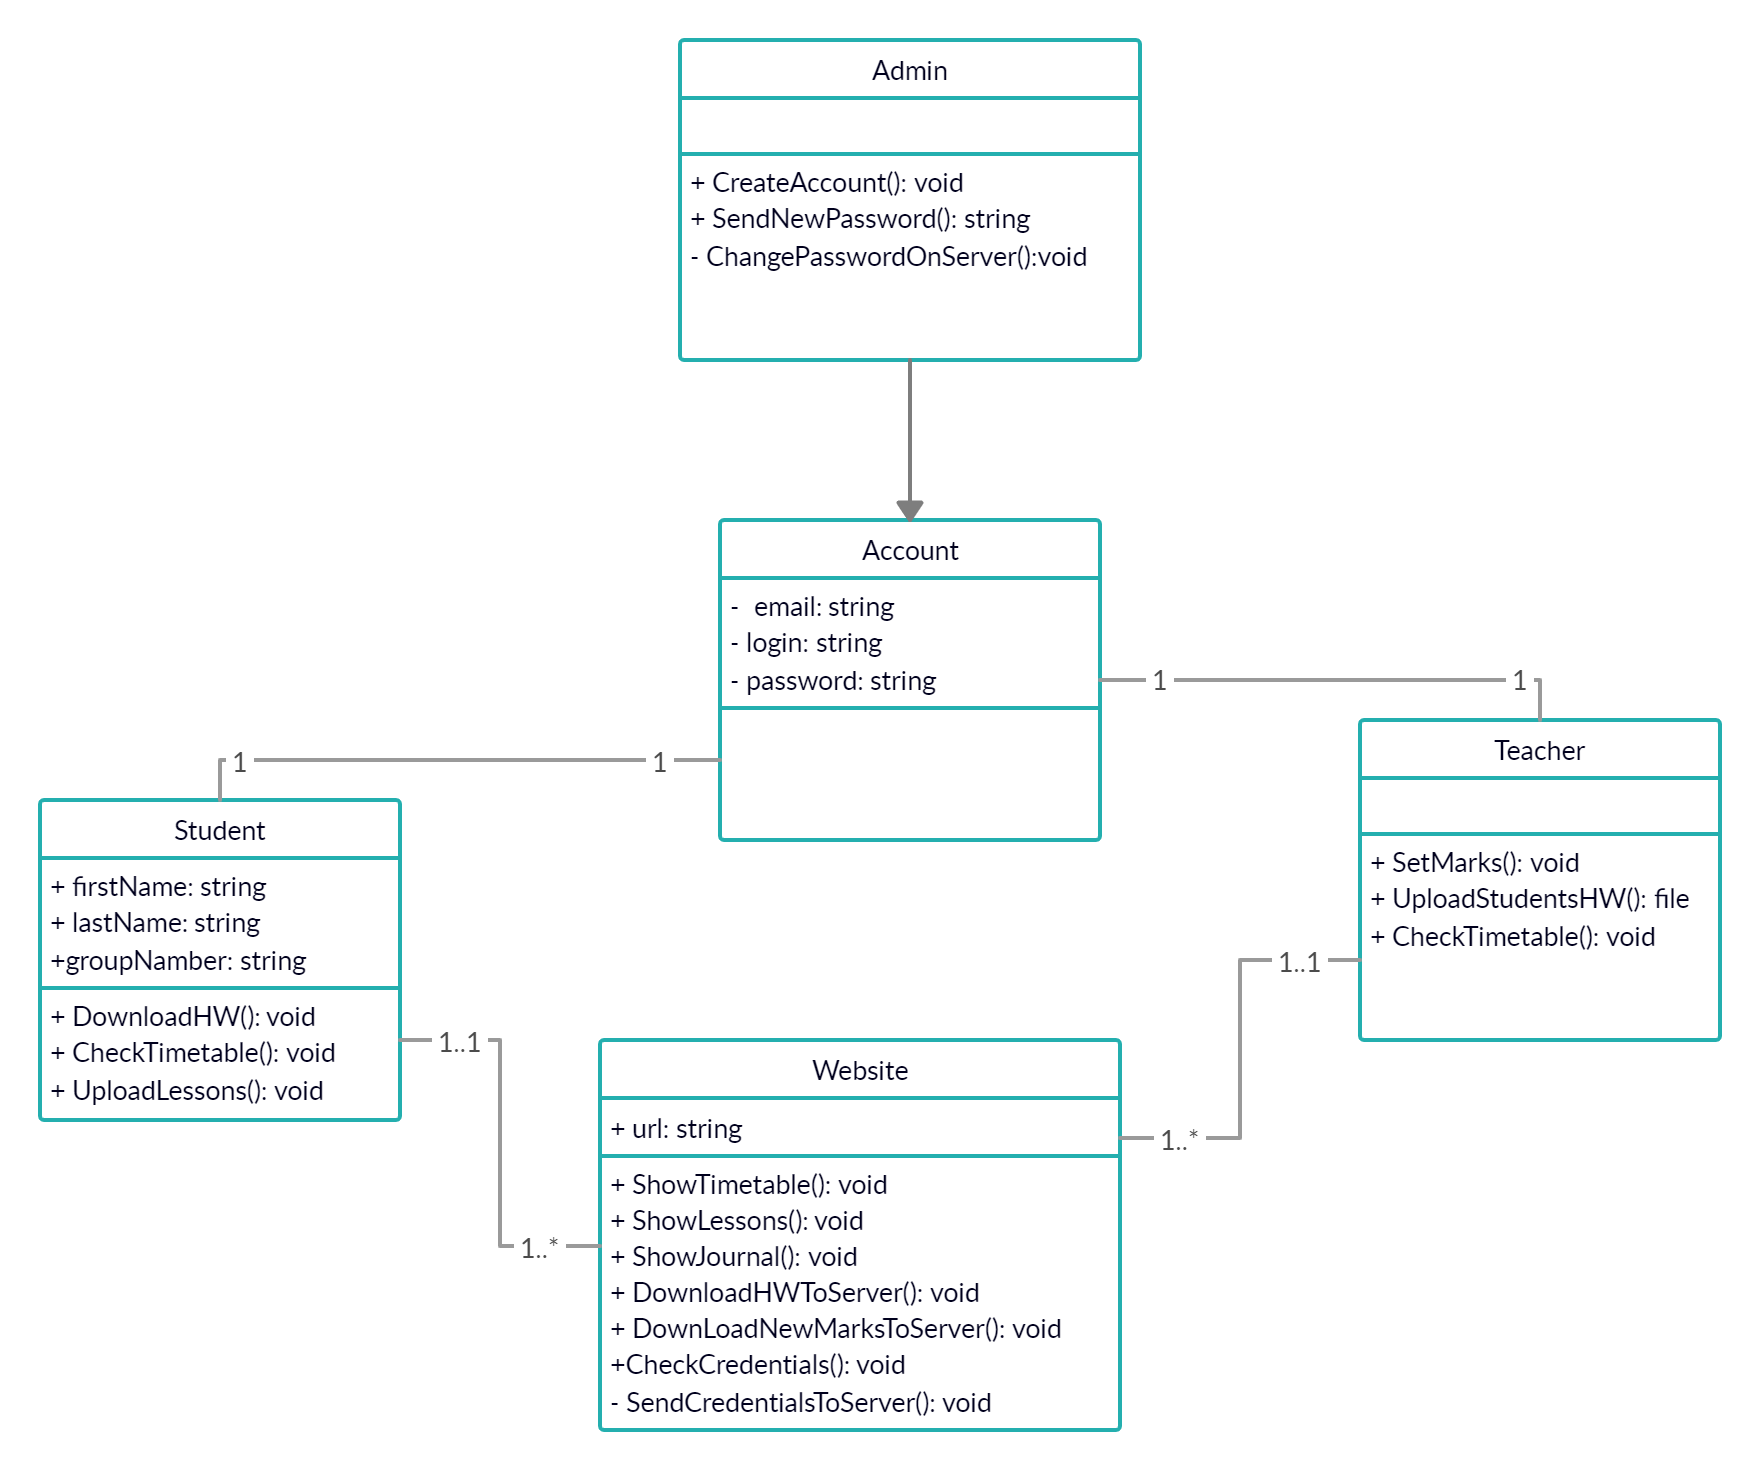 Admin
+ CreateAccount(): void
+ SendNewPassword(): string
- ChangePasswordOnServer():void
Account
- email: string
- login: string
- password: string
1
1
Teacher
+ SetMarks(): void
+ UploadStudentsHW(): file
+ CheckTimetable(): void
1
1
Student
+ firstName: string
+ lastName: string
+groupNamber: string
+ DownloadHW(): void
+ CheckTimetable(): void
+ UploadLessons(): void
1..1
1..*
1..1
1..*
Website
+ url: string
+ ShowTimetable(): void
+ ShowLessons(): void
+ ShowJournal(): void
+ DownloadHWToServer(): void
+ DownLoadNewMarksToServer(): void
+CheckCredentials(): void
- SendCredentialsToServer(): void